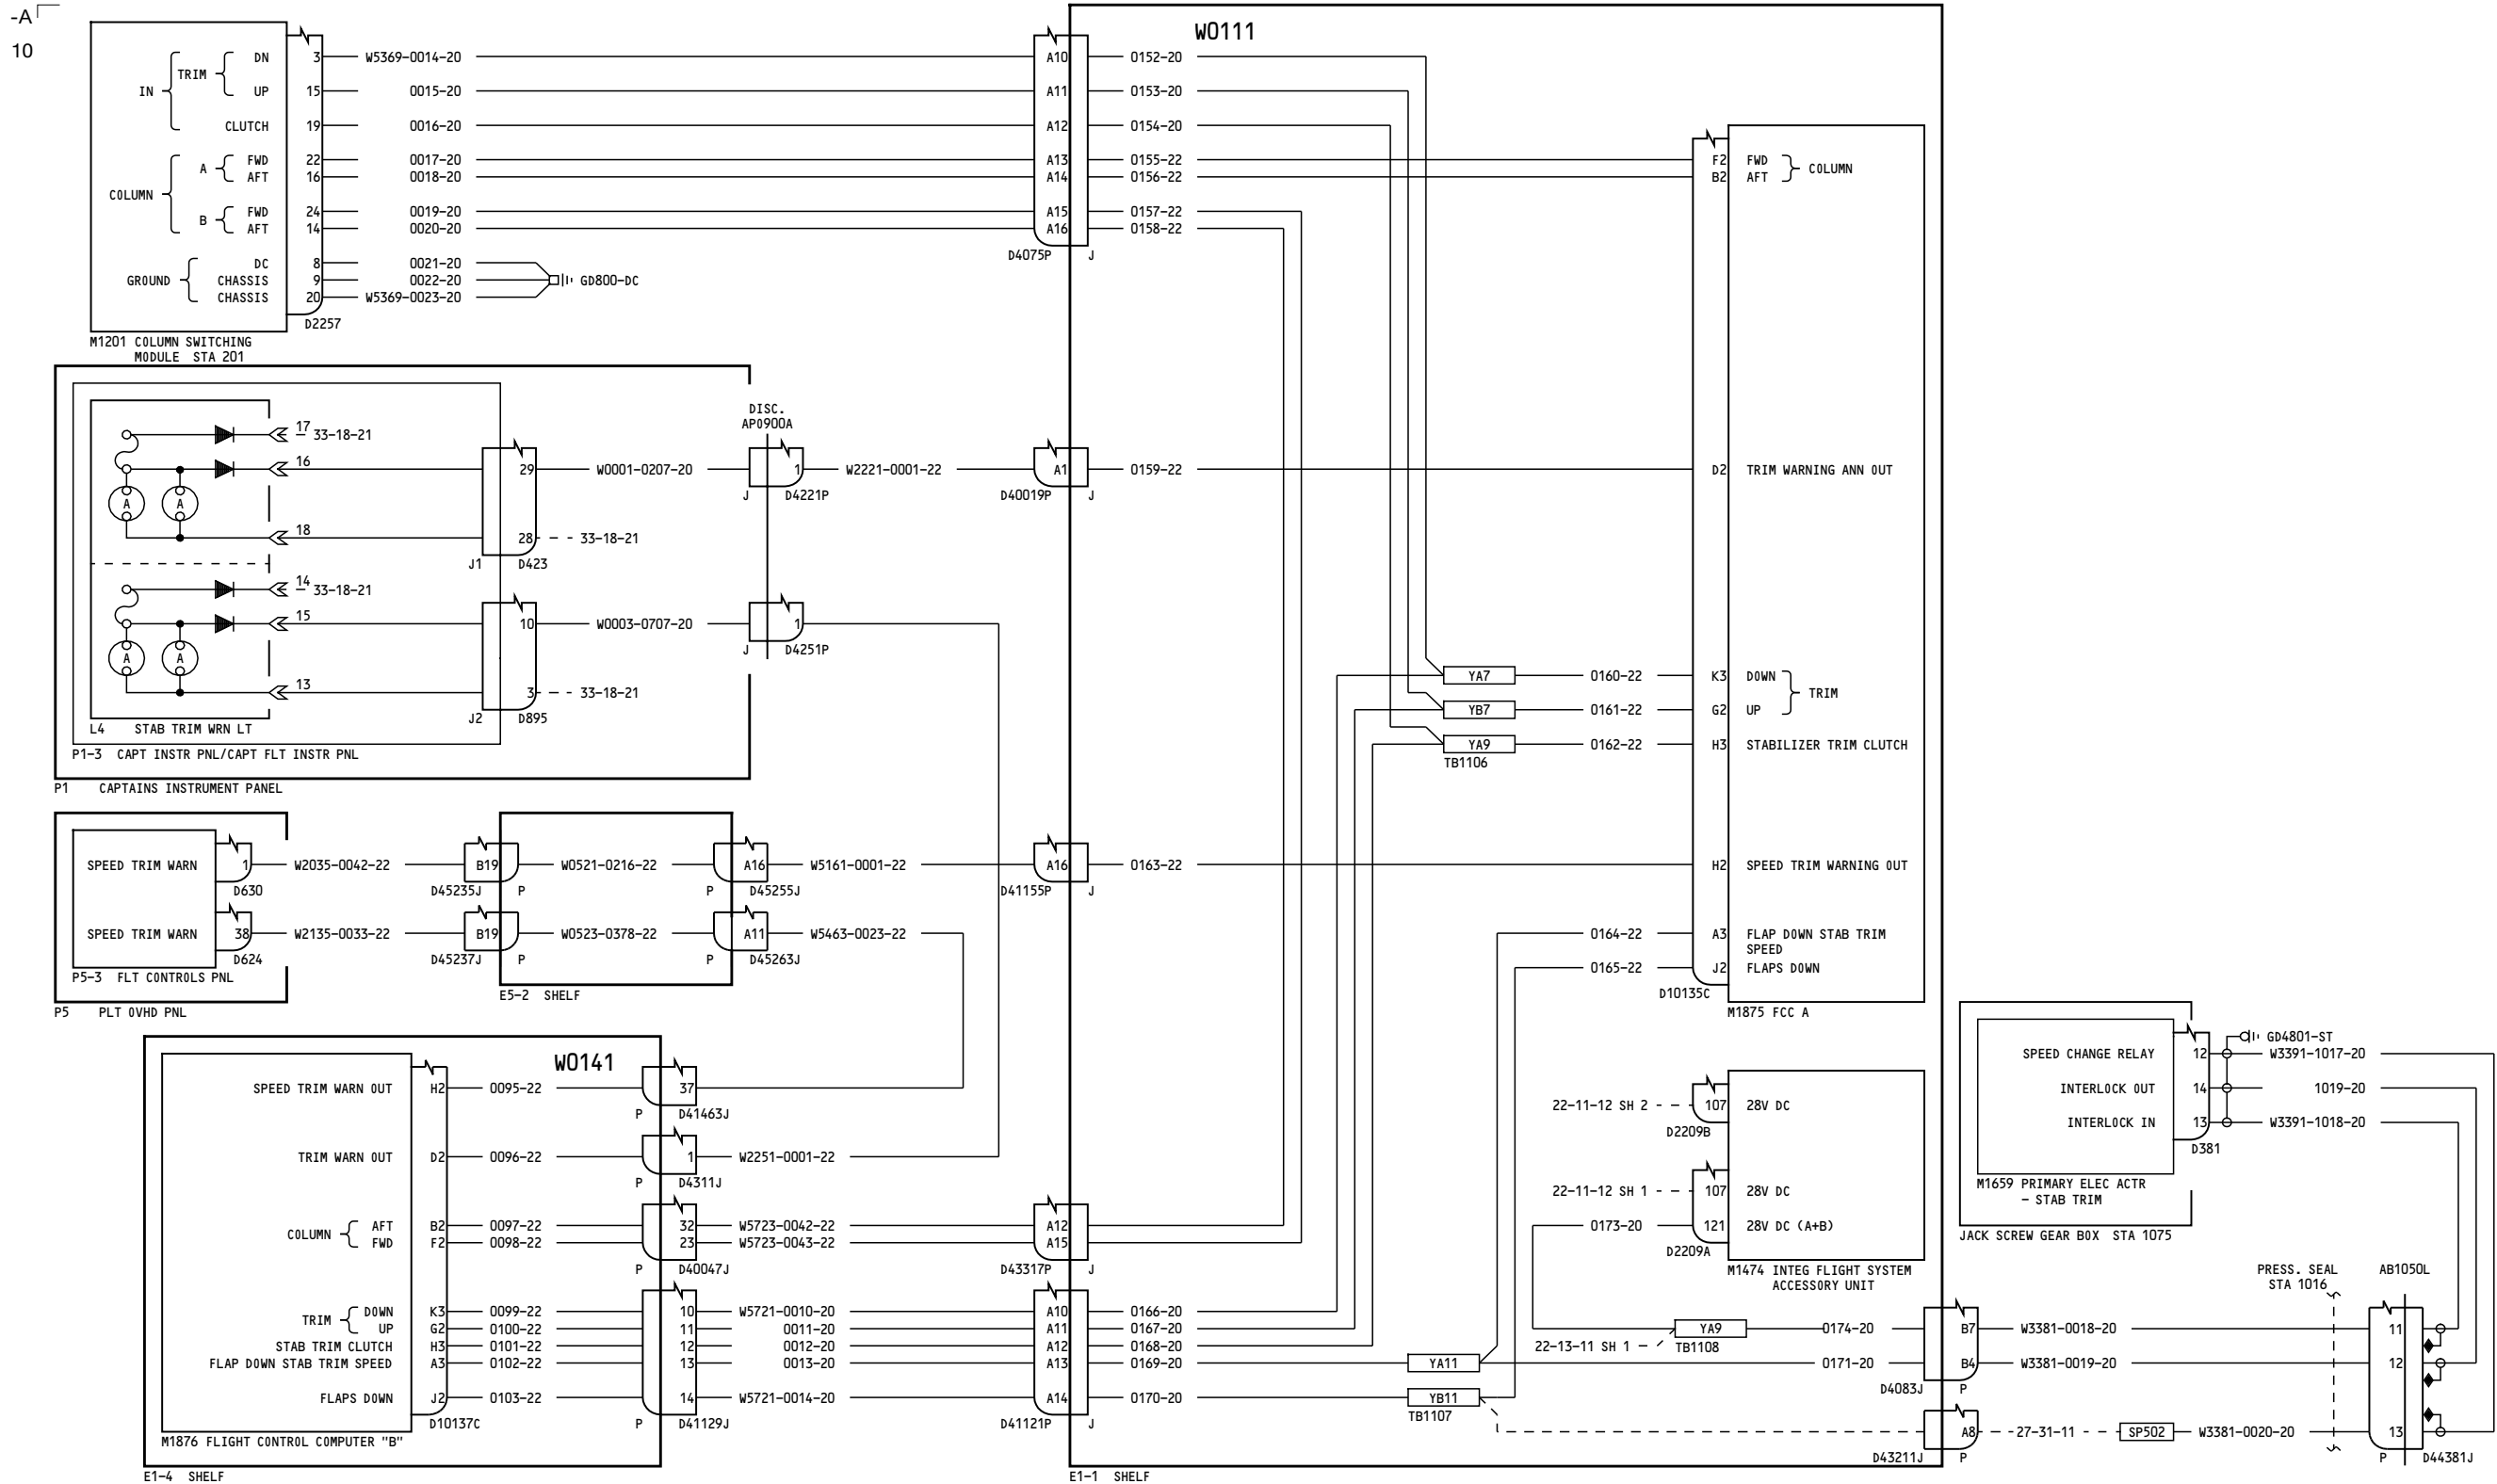 -A
10
W0111
IN
TRIM
DN
UP
CLUTCH
COLUMN
A
FWD
AFT
B
FWD
AFT
GROUND
DC
CHASSIS
CHASSIS
3
15
19
22
16
24
14
8
9
20
D2257
M1201 COLUMN SWITCHING
MODULE STA 201
W5369-0014-20
0015-20
0016-20
0017-20
0018-20
0019-20
0020-20
0021-20
0022-20
W5369-0023-20
GD800-DC
A10
A11
A12
A13
A14
A15
A16
D4075P
J
0152-20
0153-20
0154-20
0155-22
0156-22
0157-22
0158-22
F2
B2
FWD
AFT
COLUMN
17
33-18-21
16
A
A
18
14
33-18-21
15
A
A
13
L4 STAB TRIM WRN LT
P1-3 CAPT INSTR PNL/CAPT FLT INSTR PNL
P1 CAPTAINS INSTRUMENT PANEL
29
28
J1
D423
33-18-21
10
3
J2
D895
33-18-21
W0001-0207-20
W0003-0707-20
DISC.
AP0900A
1
J
D4221P
1
J
D4251P
W2221-0001-22
A1
D40019P
J
0159-22
D2
TRIM WARNING ANN OUT
YA7
YB7
YA9
TB1106
0160-22
0161-22
0162-22
K3
G2
H3
DOWN
UP
TRIM
STABILIZER TRIM CLUTCH
SPEED TRIM WARN
1
D630
W2035-0042-22
B19
D45235J
P
W0521-0216-22
A16
P
D45255J
W5161-0001-22
A16
D41155P
J
0163-22
H2
SPEED TRIM WARNING OUT
SPEED TRIM WARN
38
D624
W2135-0033-22
B19
D45237J
P
W0523-0378-22
A11
P
D45263J
W5463-0023-22
P5-3 FLT CONTROLS PNL
P5 PLT OVHD PNL
E5-2 SHELF
0164-22
A3
FLAP DOWN STAB TRIM
SPEED
0165-22
J2
FLAPS DOWN
D10135C
M1875 FCC A
W0141
SPEED TRIM WARN OUT
H2
0095-22
37
P
D41463J
TRIM WARN OUT
D2
0096-22
1
P
D4311J
W2251-0001-22
COLUMN
AFT
FWD
B2
F2
0097-22
0098-22
32
23
P
D40047J
W5723-0042-22
W5723-0043-22
A12
A15
D43317P
J
TRIM
DOWN
UP
STAB TRIM CLUTCH
FLAP DOWN STAB TRIM SPEED
FLAPS DOWN
K3
G2
H3
A3
J2
D10137C
0099-22
0100-22
0101-22
0102-22
0103-22
10
11
12
13
14
P
D41129J
W5721-0010-20
0011-20
0012-20
0013-20
W5721-0014-20
A10
A11
A12
A13
A14
D41121P
J
0166-20
0167-20
0168-20
0169-20
0170-20
YA11
YB11
TB1107
M1876 FLIGHT CONTROL COMPUTER "B"
E1-4 SHELF
E1-1 SHELF
22-11-12 SH 2
107
28V DC
D2209B
22-11-12 SH 1
107
28V DC
0173-20
121
28V DC (A+B)
D2209A
M1474 INTEG FLIGHT SYSTEM
ACCESSORY UNIT
22-13-11 SH 1
YA9
TB1108
0174-20
0171-20
B7
B4
D4083J
P
A8
D43211J
P
W3381-0018-20
W3381-0019-20
27-31-11
SP502
W3381-0020-20
PRESS. SEAL
STA 1016
AB1050L
11
12
13
P
D44381J
SPEED CHANGE RELAY
INTERLOCK OUT
INTERLOCK IN
12
14
13
D381
GD4801-ST
W3391-1017-20
1019-20
W3391-1018-20
M1659 PRIMARY ELEC ACTR
- STAB TRIM
JACK SCREW GEAR BOX STA 1075